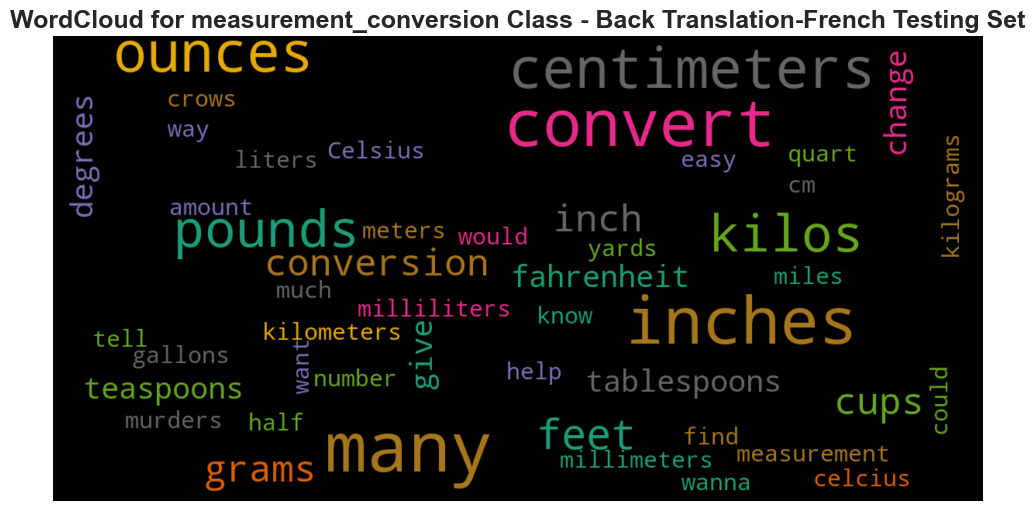 WordCloud for measurement_conversion Class - Back Translation-French Testing Set
ounces
centimeters
convert
change
degrees
crows
way
liters
Celsius
easy
quart
cm
kilograms
amount
pounds
meters
would
inch
yards
kilos
conversion
fahrenheit
miles
much
milliliters
know
inches
tell
kilometers
gallons
want
give
number
help
tablespoons
teaspoons
cups
could
murders
half
many
feet
find
measurement
millimeters
grams
wanna
celcius